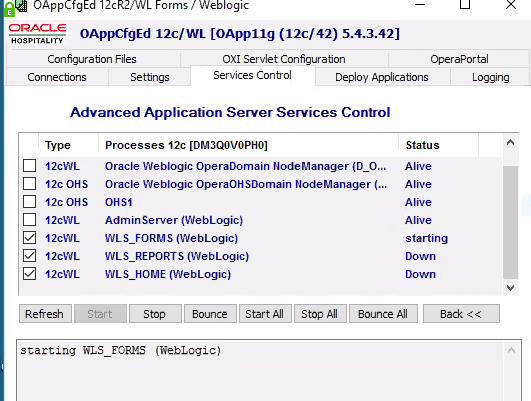 OAppCfgEd 12cR2/WL Forms / Weblogic
ORACLE
HOSPITALITY
OAppCfgEd 12c/WL [OApp11g (12c/42) 5.4.3.42]
Configuration Files OXI Servlet Configuration OperaPortal
Connections Settings Services Control Deploy Applications Logging
Advanced Application Server Services Control
Type Processes 12c [DM3Q0V0PH0] Status
12cWL Oracle Weblogic OperaDomain NodeManager (D_O... Alive
12c OHS Oracle Weblogic OperaOHSDomain NodeManager (... Alive
12c OHS OHS1 Alive
12cWL AdminServer (WebLogic) Alive
12cWL WLS_FORMS (WebLogic) starting
12cWL WLS_REPORTS (WebLogic) Down
12cWL WLS_HOME (WebLogic) Down
Refresh Start Stop Bounce Start All Stop All Bounce All Back <<
starting WLS_FORMS (WebLogic)